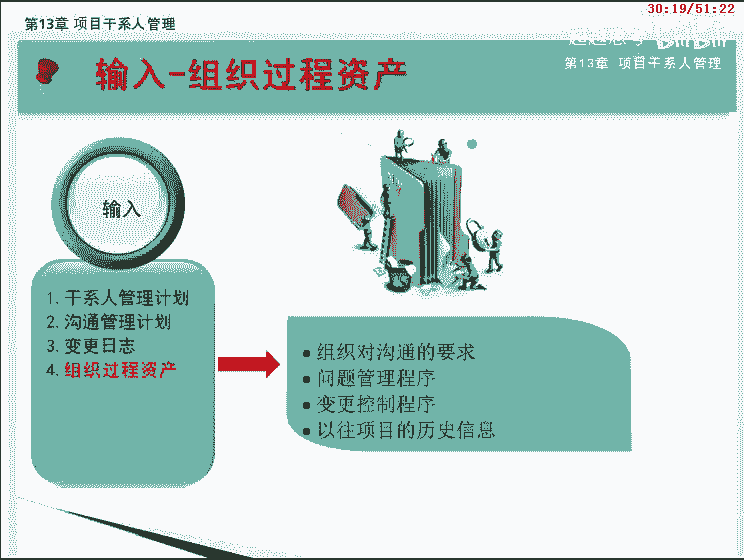 30:19/51:22
第13章 项目干系人管理
第13章 项目干系人管理
输入-组织过程资产
输入
1. 干系人管理计划
2. 沟通管理计划
3. 变更日志
4. 组织过程资产
● 组织对沟通的要求
● 问题管理程序
● 变更控制程序
● 以往项目的历史信息